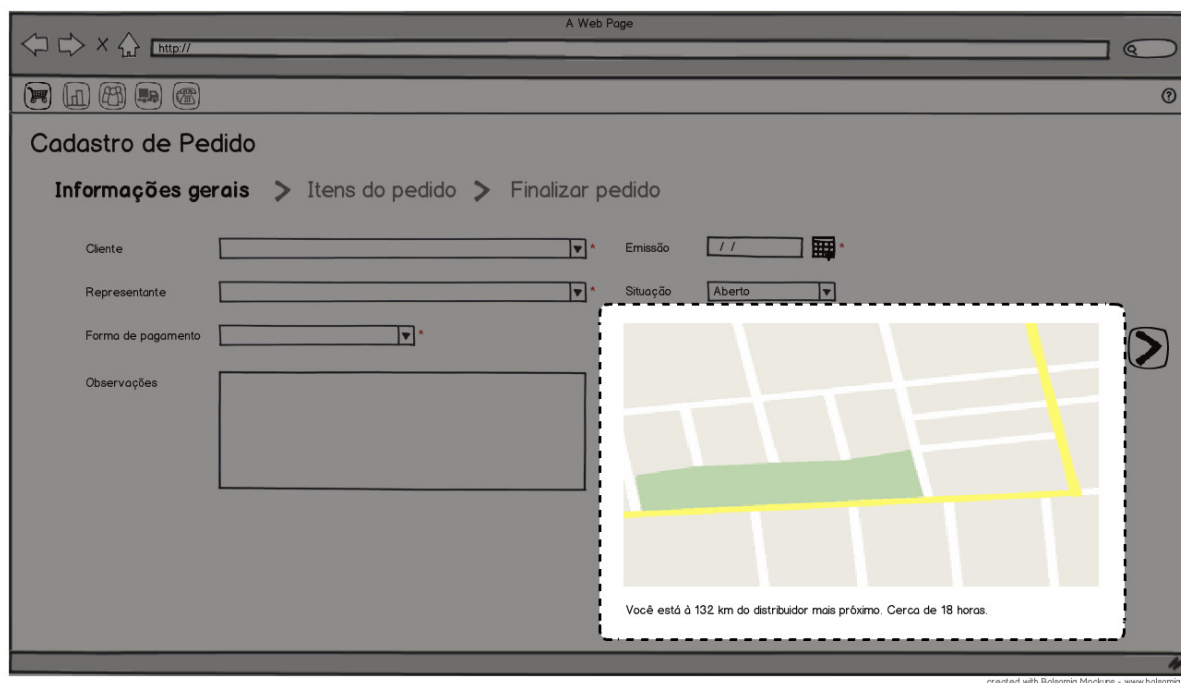 A Web Page
http://
Cadastro de Pedido
Informações gerais > Itens do pedido > Finalizar pedido
Cliente * Emissão / / *
Representante * Situação Aberto
Forma de pagamento *
Observações
Você está à 132 km do distribuidor mais próximo. Cerca de 18 horas.
created with Balsamiq Mockups - www.balsamiq